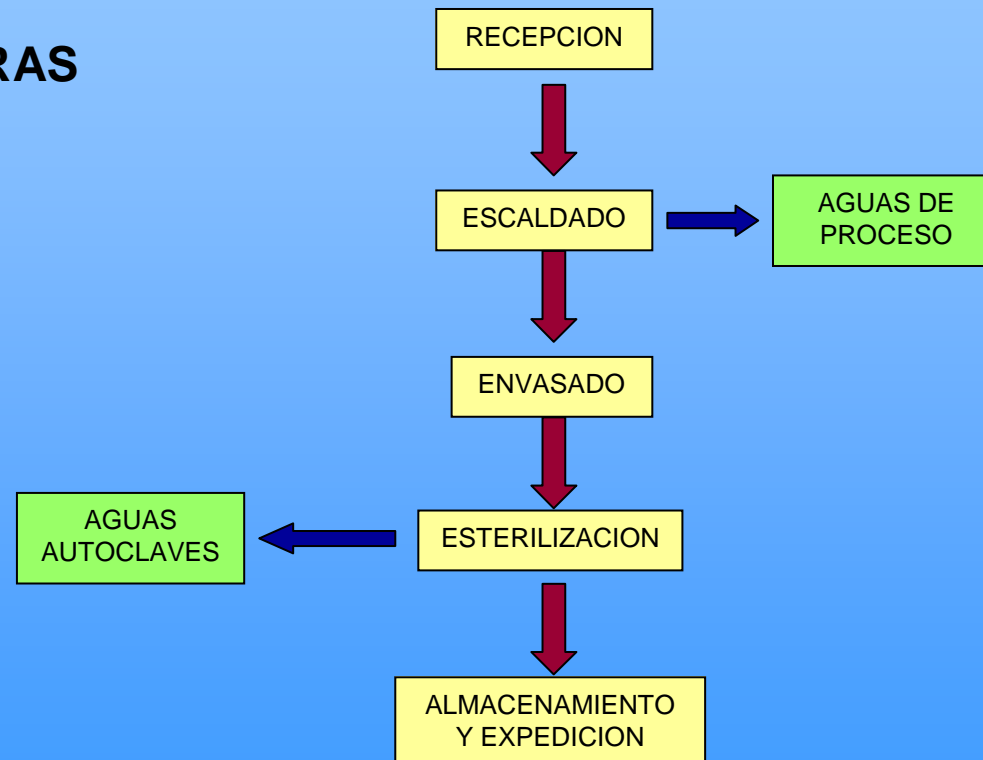 RECEPCION
RAS
ESCALDADO
AGUAS DE
PROCESO
ENVASADO
AGUAS
AUTOCLAVES
ESTERILIZACION
ALMACENAMIENTO
Y EXPEDICION